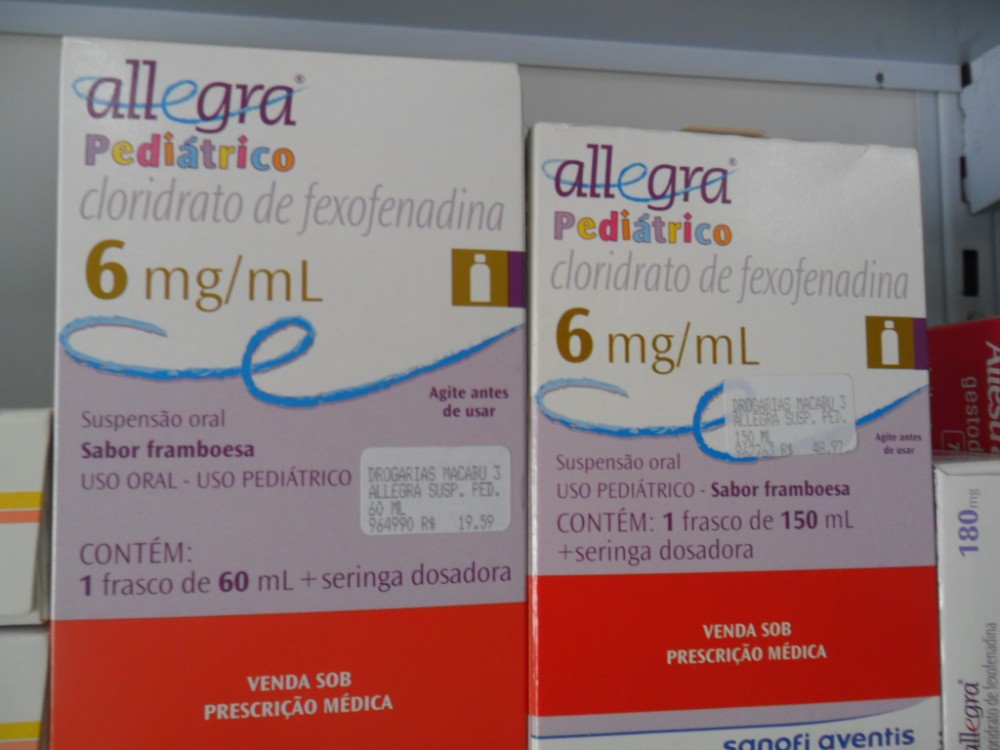 allegra®
Pediátrico
cloridrato de fexofenadina
6 mg/mL
Agite antes
de usar
Suspensão oral
Sabor framboesa
USO ORAL - USO PEDIÁTRICO
DROGARIAS MACABU 3
ALLEGRA SUSP. PED.
60 ML
964990 R$ 19.59
CONTÉM:
1 frasco de 60 mL + seringa dosadora
VENDA SOB
PRESCRIÇÃO MÉDICA
allegra®
Pediátrico
cloridrato de fexofenadina
6 mg/mL
DROGARIAS MACABU 3
ALLEGRA SUSP. PED.
150 ML
R$ 48.97
Agite antes
de usar
Suspensão oral
USO PEDIÁTRICO - Sabor framboesa
CONTÉM: 1 frasco de 150 mL
+seringa dosadora
VENDA SOB
PRESCRIÇÃO MÉDICA
sanofi aventis
180 mg
allegra®